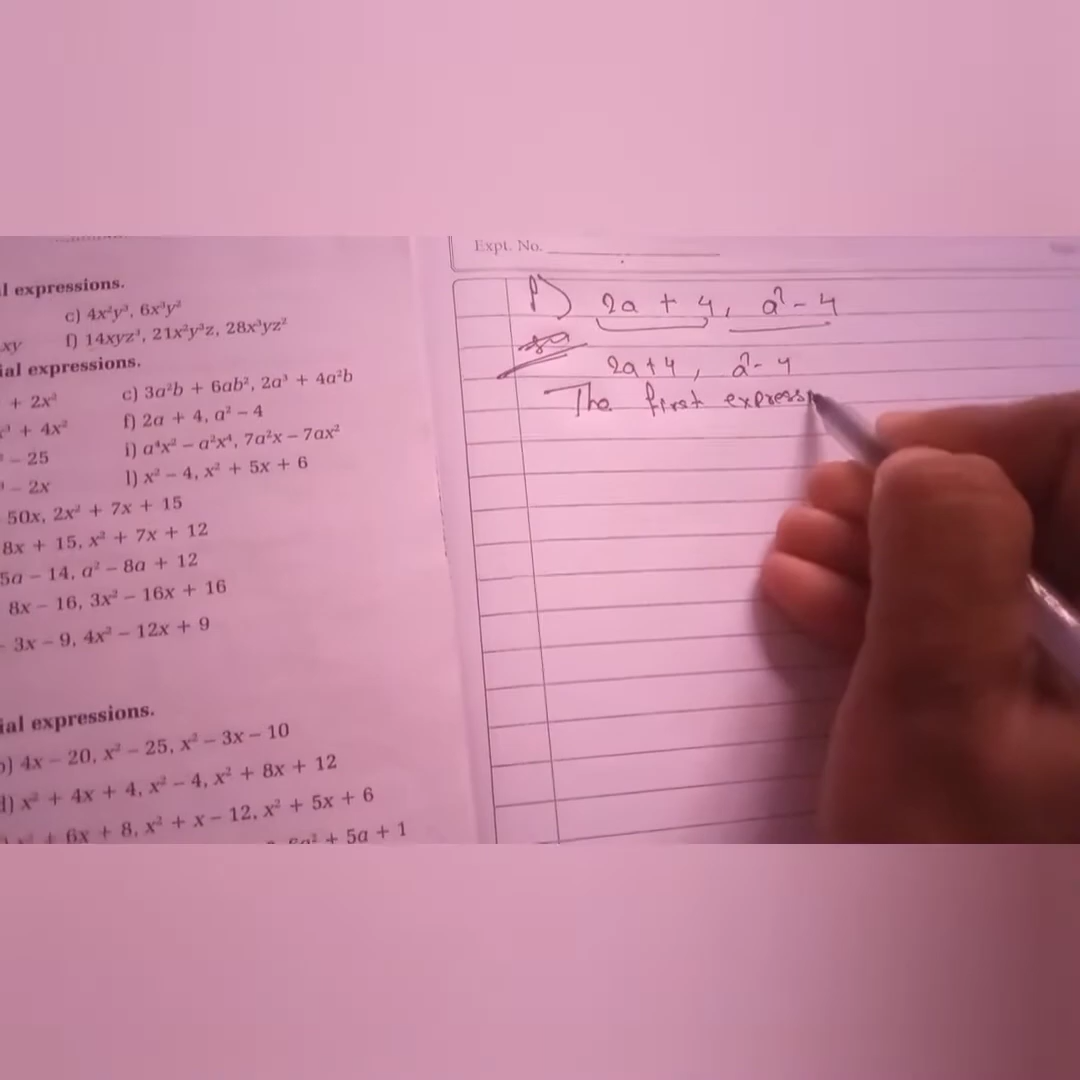 l expressions.
c) 4x²y³, 6x³y²
xy f) 14xyz³, 21x²y³z, 28x³yz²
ial expressions.
+ 2x² c) 3a²b + 6ab², 2a³ + 4a²b
x³ + 4x² f) 2a + 4, a² – 4
² – 25 i) a⁴x² – a²x⁴, 7a²x – 7ax²
– 2x l) x² – 4, x² + 5x + 6
50x, 2x² + 7x + 15
8x + 15, x² + 7x + 12
5a – 14, a² – 8a + 12
8x – 16, 3x² – 16x + 16
– 3x – 9, 4x² – 12x + 9
ial expressions.
b) 4x – 20, x² – 25, x² – 3x – 10
d) x² + 4x + 4, x² – 4, x² + 8x + 12
+ 6x + 8, x² + x – 12, x² + 5x + 6
+ 5a + 1
Expt. No.
f) 2a + 4, a² – 4
2a + 4, a² – 4
The first express